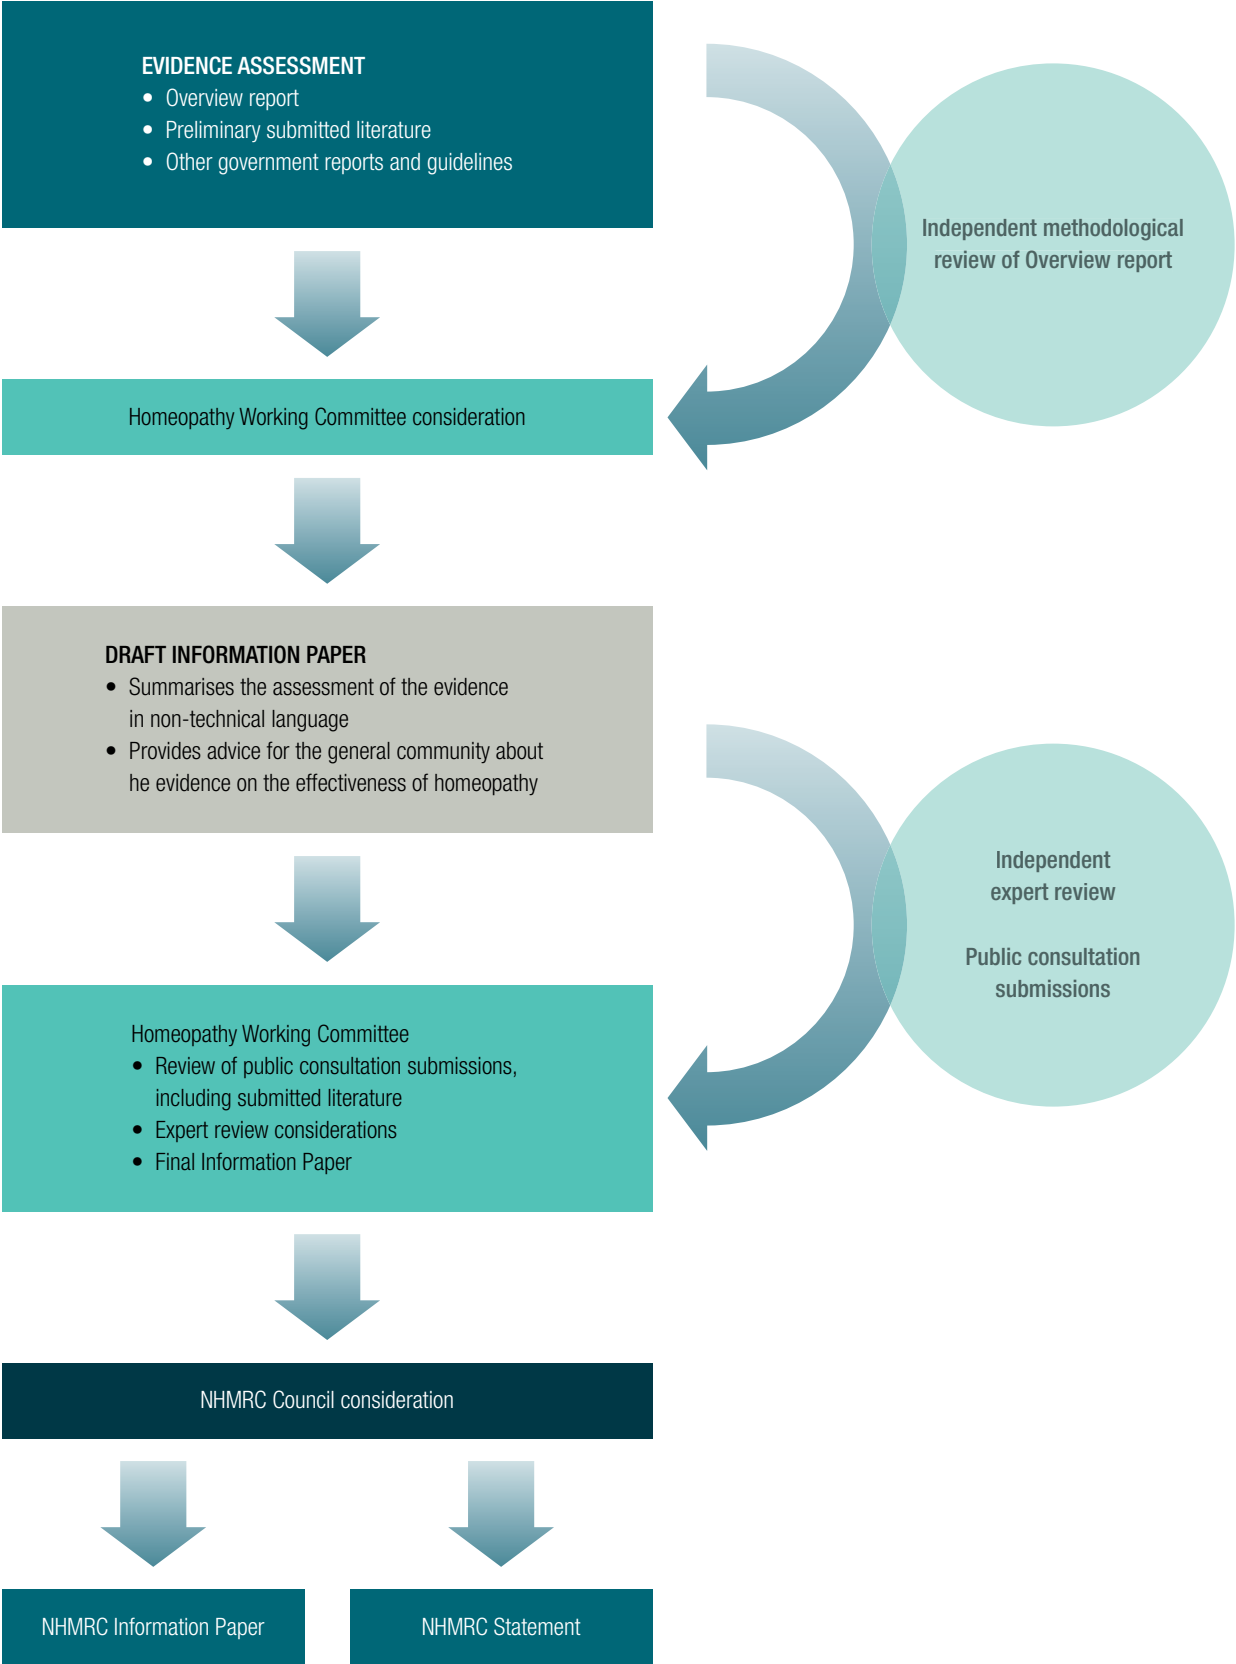 EVIDENCE ASSESSMENT
• Overview report
• Preliminary submitted literature
• Other government reports and guidelines
Independent methodological
review of Overview report
Homeopathy Working Committee consideration
DRAFT INFORMATION PAPER
• Summarises the assessment of the evidence
in non-technical language
• Provides advice for the general community about
he evidence on the effectiveness of homeopathy
Independent
expert review
Public consultation
submissions
Homeopathy Working Committee
• Review of public consultation submissions,
including submitted literature
• Expert review considerations
• Final Information Paper
NHMRC Council consideration
NHMRC Information Paper
NHMRC Statement